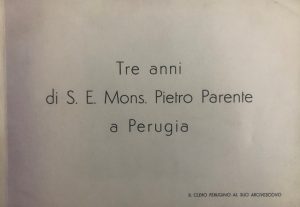 Tre anni
di S. E. Mons. Pietro Parente
a Perugia
IL CLERO PERUGINO AL SUO ARCIVESCOVO